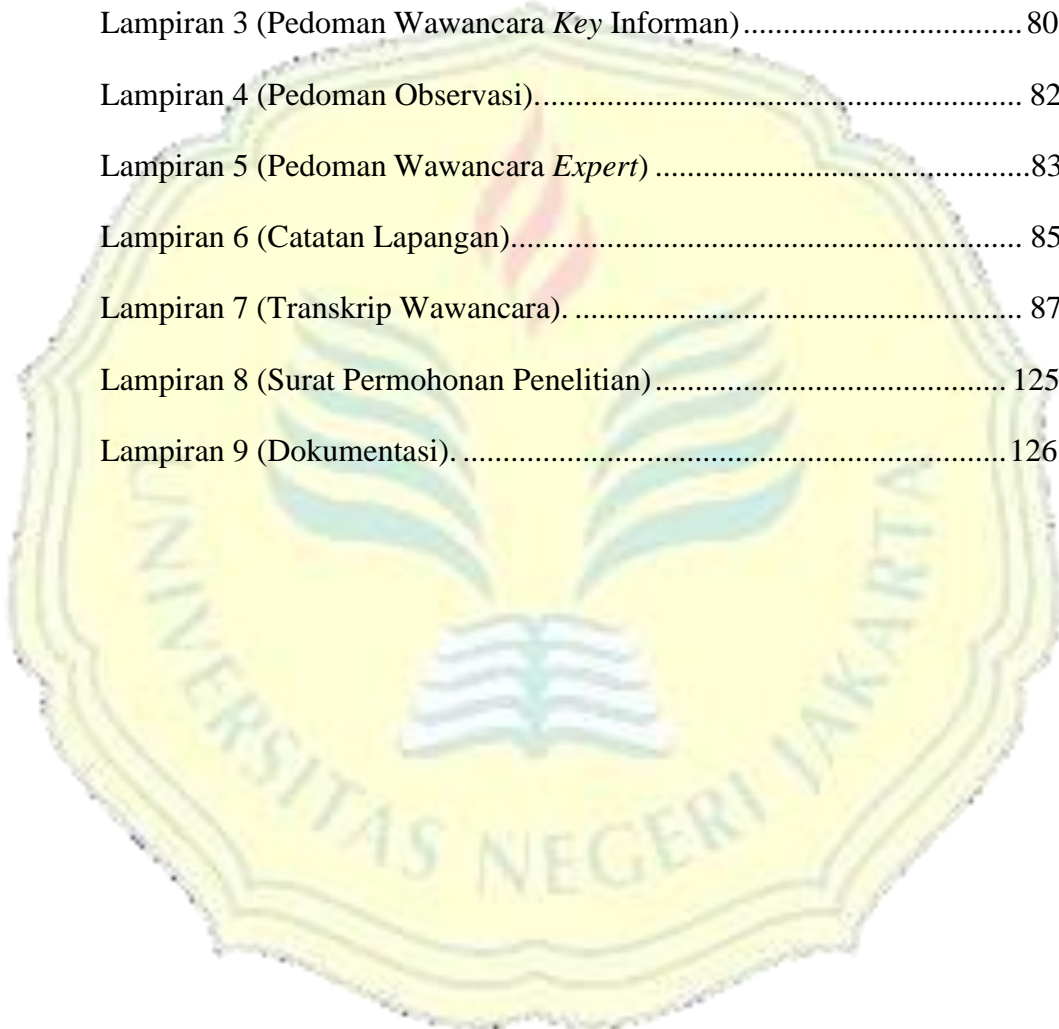 Lampiran 3 (Pedoman Wawancara Key Informan)................................. 80
Lampiran 4 (Pedoman Observasi).......................................................... 82
Lampiran 5 (Pedoman Wawancara Expert) .............................................83
Lampiran 6 (Catatan Lapangan)............................................................. 85
Lampiran 7 (Transkrip Wawancara). ...................................................... 87
Lampiran 8 (Surat Permohonan Penelitian).......................................... 125
Lampiran 9 (Dokumentasi). ..................................................................126
UNIVERSITAS NEGERI JAKARTA